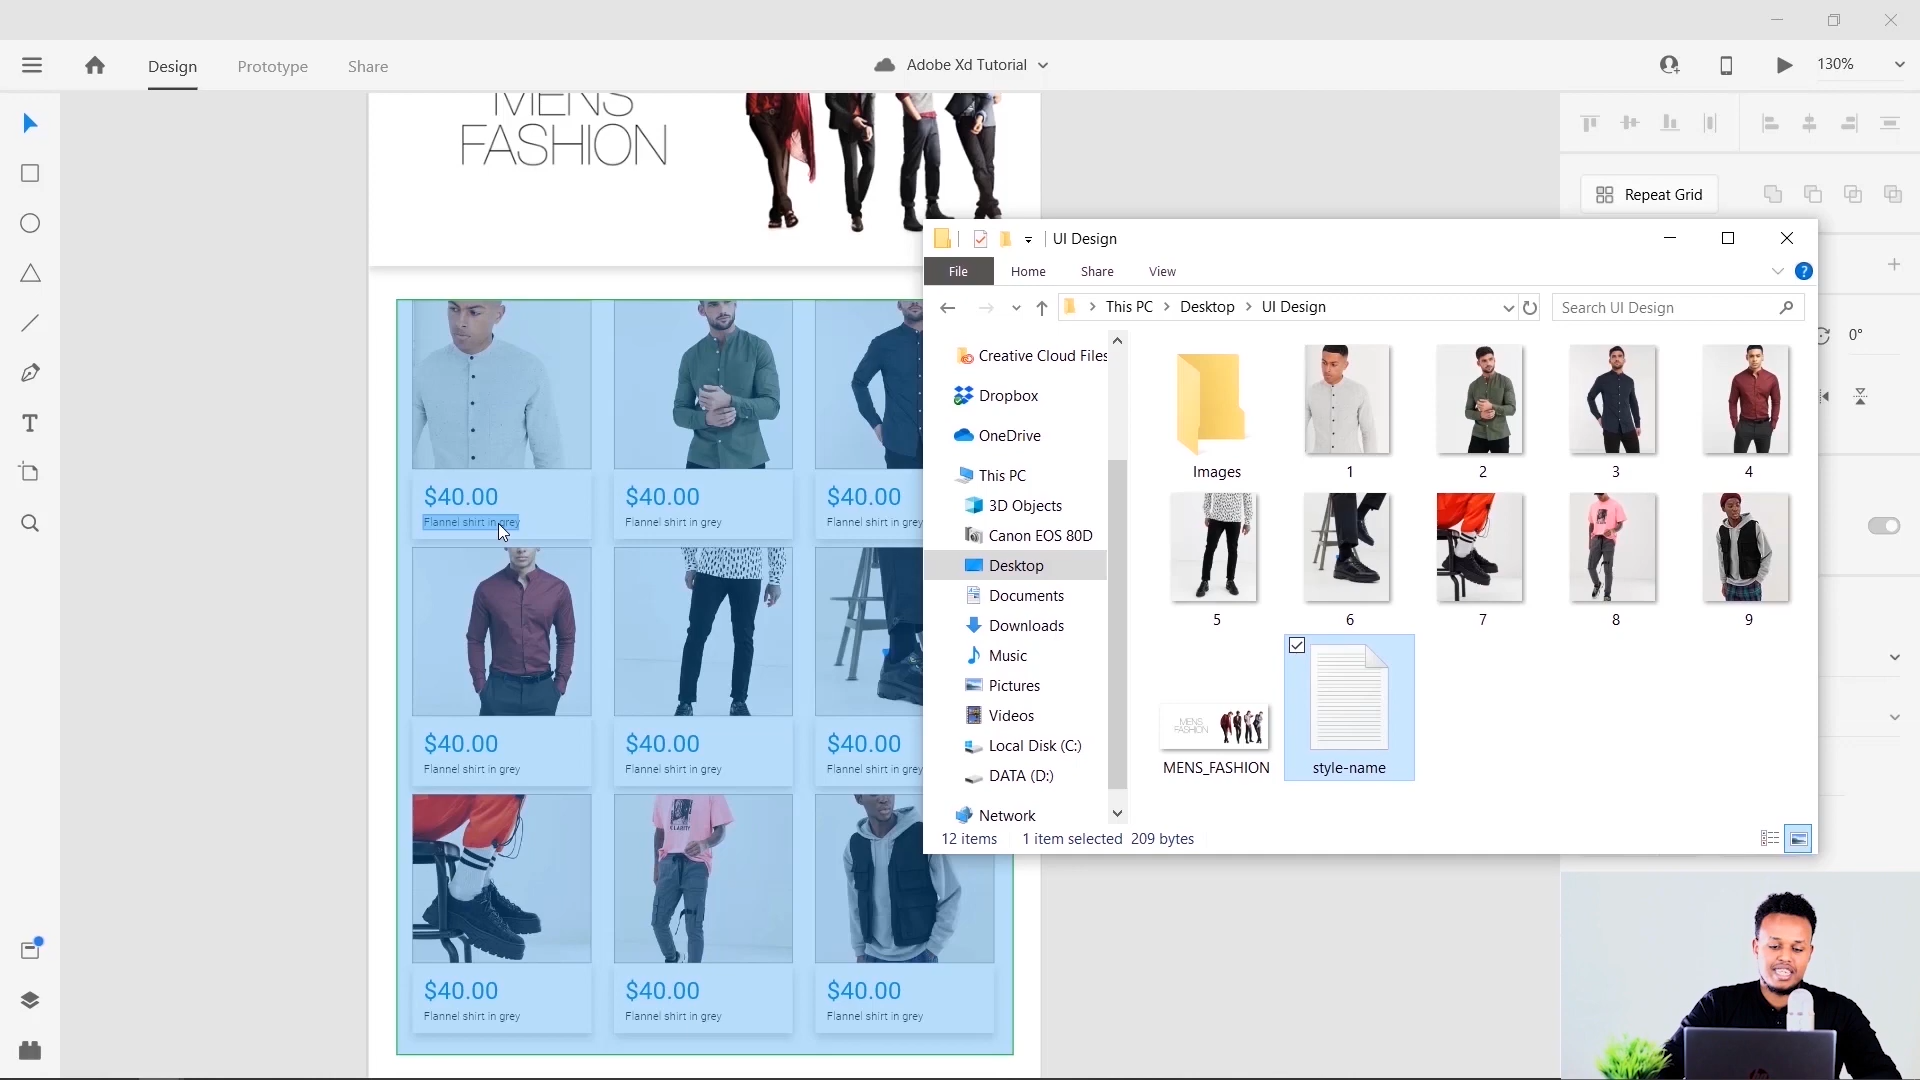 Design
Prototype
Share
Adobe Xd Tutorial
130%
MENS
FASHION
Repeat Grid
0°
$40.00
Flannel shirt in grey
$40.00
Flannel shirt in grey
$40.00
Flannel shirt in grey
$40.00
Flannel shirt in grey
$40.00
Flannel shirt in grey
$40.00
Flannel shirt in grey
$40.00
Flannel shirt in grey
$40.00
Flannel shirt in grey
$40.00
Flannel shirt in grey
UI Design
File
Home
Share
View
?
This PC
Desktop
UI Design
Search UI Design
Creative Cloud Files
Dropbox
OneDrive
This PC
3D Objects
Canon EOS 80D
Desktop
Documents
Downloads
Music
Pictures
Videos
Local Disk (C:)
DATA (D:)
Network
Images
1
2
3
4
5
6
7
8
9
MENS
FASHION
MENS_FASHION
style-name
12 items
1 item selected 209 bytes